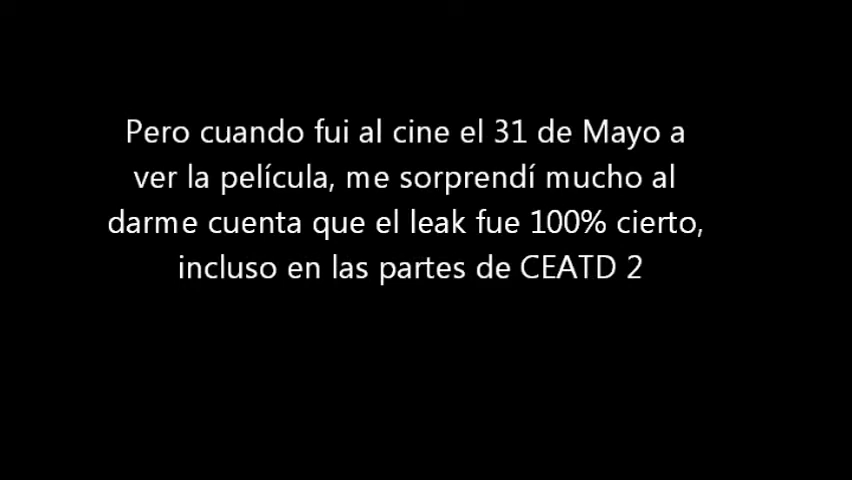 Pero cuando fui al cine el 31 de Mayo a
ver la película, me sorprendí mucho al
darme cuenta que el leak fue 100% cierto,
incluso en las partes de CEATD 2